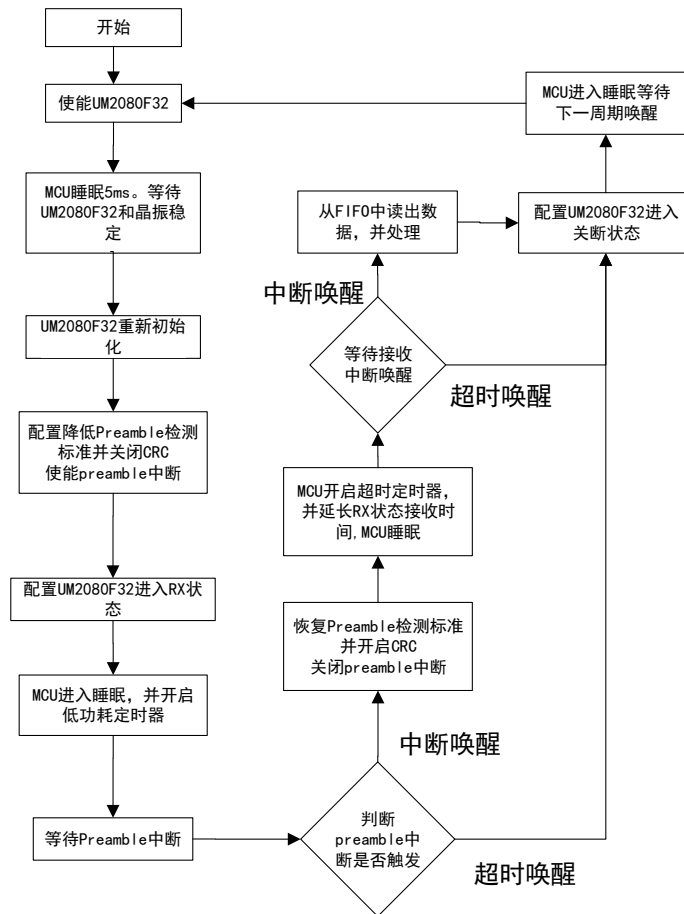 开始
使能UM2080F32
MCU睡眠5ms。等待
UM2080F32和晶振稳
定
UM2080F32重新初始
化
配置降低Preamble检测
标准并关闭CRC
使能preamble中断
配置UM2080F32进入RX状
态
MCU进入睡眠，并开启
低功耗定时器
等待Preamble中断
判断
preamble中
断是否触发
超时唤醒
中断唤醒
恢复Preamble检测标准
并开启CRC
关闭preamble中断
MCU开启超时定时器，
并延长RX状态接收时
间,MCU睡眠
等待接收
中断唤醒
超时唤醒
中断唤醒
从FIFO中读出数
据，并处理
配置UM2080F32进入
关断状态
MCU进入睡眠等待
下一周期唤醒